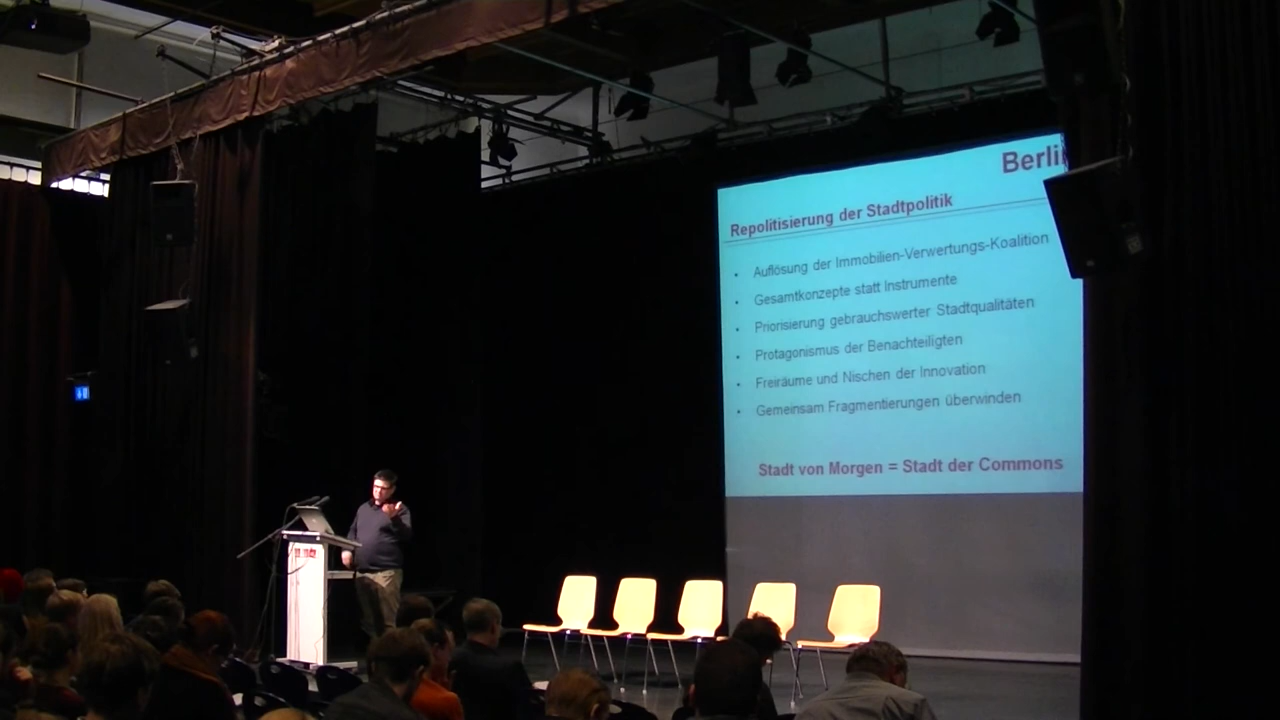 Berli
Repolitisierung der Stadtpolitik
• Auflösung der Immobilien-Verwertungs-Koalition
• Gesamtkonzepte statt Instrumente
• Priorisierung gebrauchswerter Stadtqualitäten
• Protagonismus der Benachteiligten
• Freiräume und Nischen der Innovation
• Gemeinsam Fragmentierungen überwinden
Stadt von Morgen = Stadt der Commons